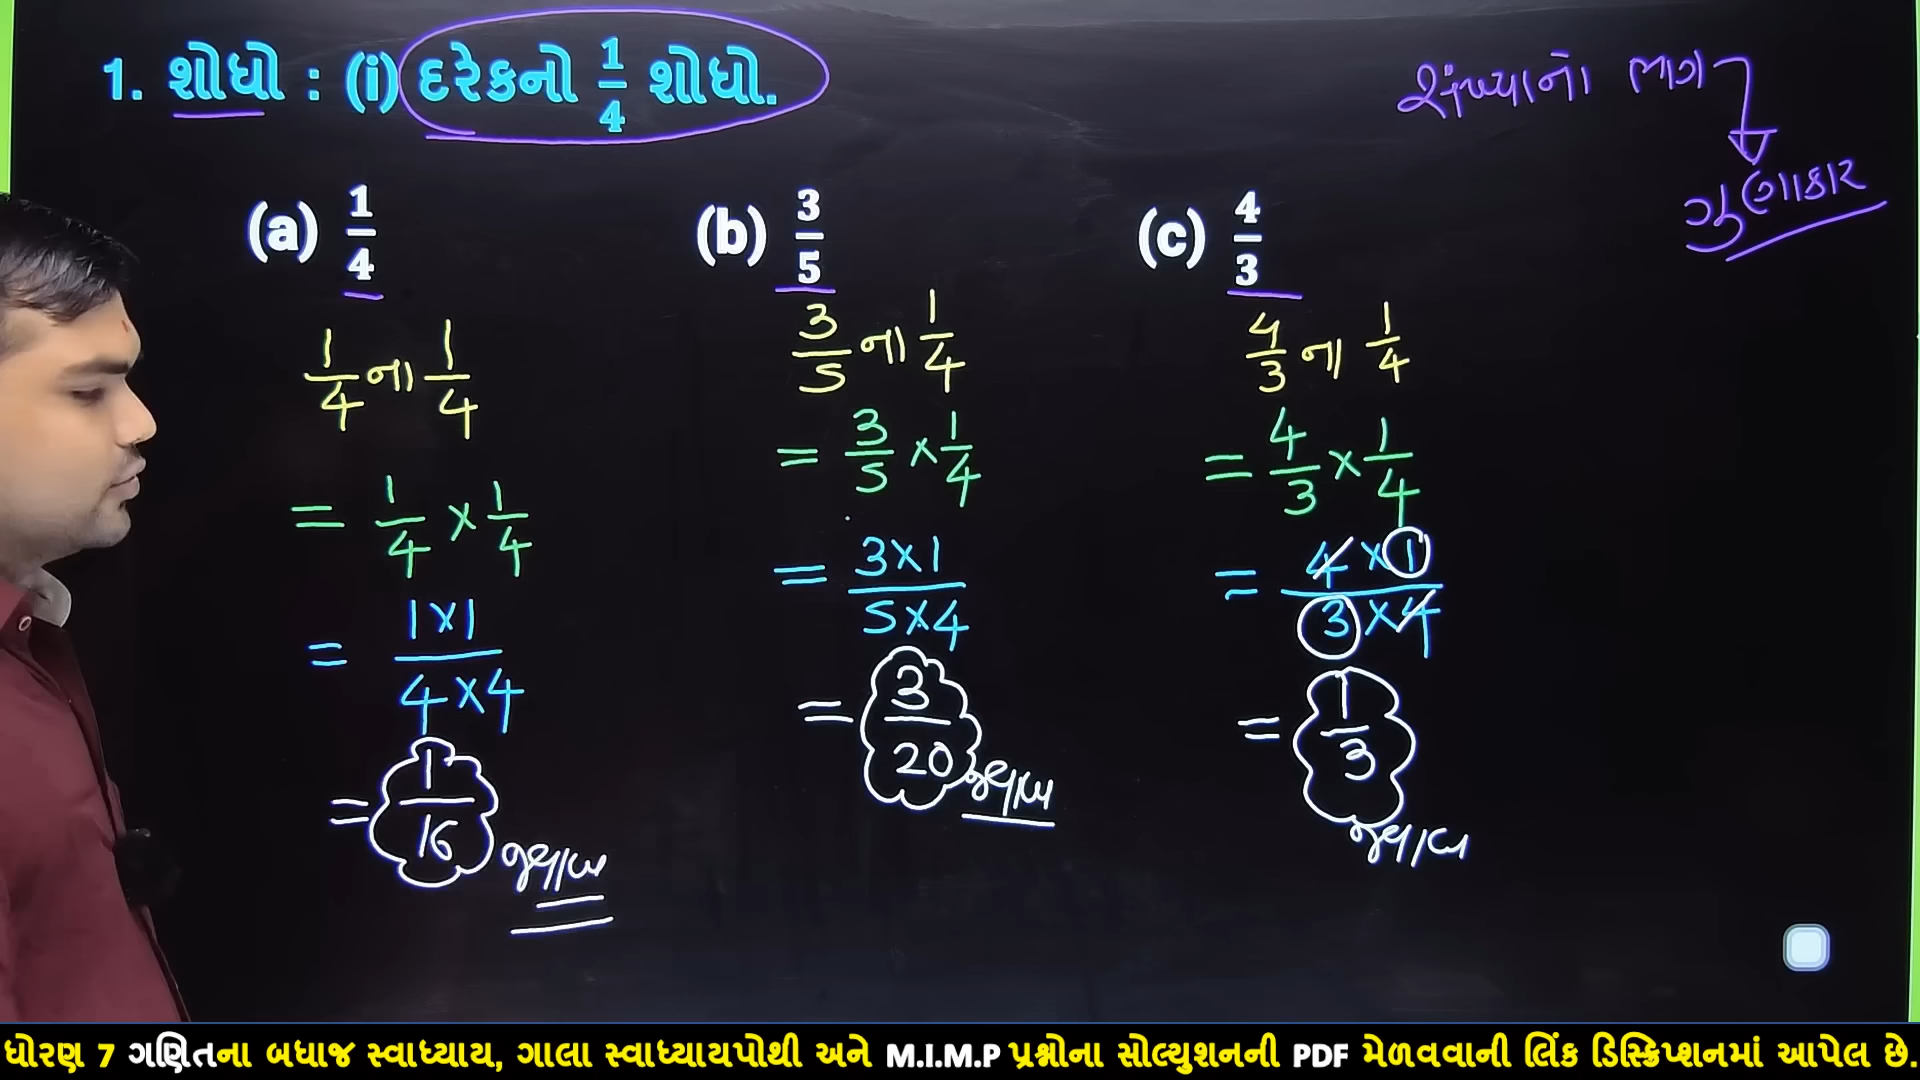 1. શોધો : (i) દરેકનો 1/4 શોધો.
સંખ્યાનો ભાગ
ગુણાકાર
(a) 1/4
1/4 ના 1/4
= 1/4 × 1/4
= 1×1 / 4×4
= 1/16 જવાબ
(b) 3/5
3/5 ના 1/4
= 3/5 × 1/4
= 3×1 / 5×4
= 3/20 જવાબ
(c) 4/3
4/3 ના 1/4
= 4/3 × 1/4
= 4×1 / 3×4
= 1/3 જવાબ
ધોરણ 7 ગણિતના બધાજ સ્વાધ્યાય, ગાલા સ્વાધ્યાયપોથી અને M.I.M.P પ્રશ્નોના સોલ્યુશનની PDF મેળવવાની લિંક ડિસ્ક્રિપ્શનમાં આપેલ છે.